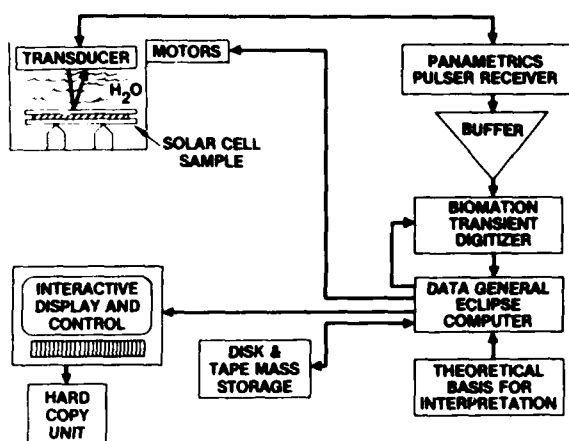 TRANSDUCER
MOTORS
H2O
SOLAR CELL
SAMPLE
PANAMETRICS
PULSER RECEIVER
BUFFER
BIOMATION
TRANSIENT
DIGITIZER
INTERACTIVE
DISPLAY AND
CONTROL
DATA GENERAL
ECLIPSE
COMPUTER
DISK &
TAPE MASS
STORAGE
THEORETICAL
BASIS FOR
INTERPRETATION
HARD
COPY
UNIT